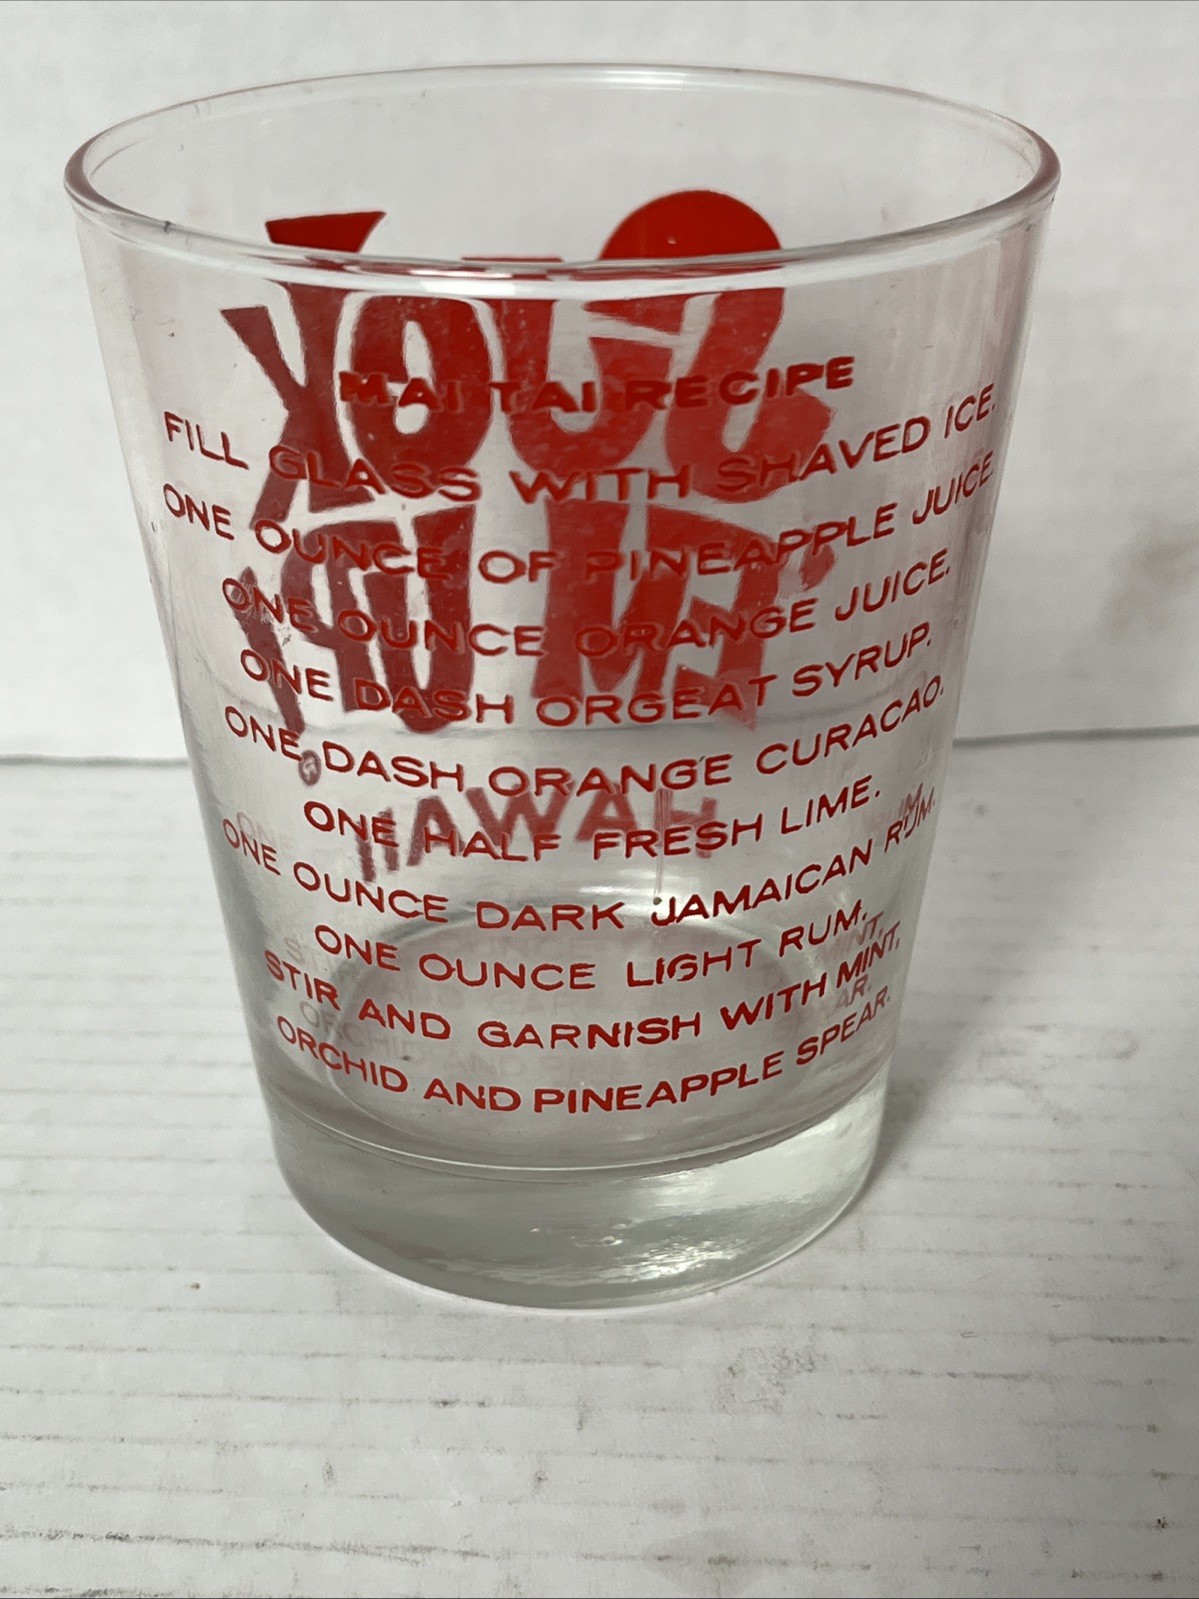 MAI TAI RECIPE
FILL GLASS WITH SHAVED ICE.
ONE OUNCE OF PINEAPPLE JUICE.
ONE OUNCE ORANGE JUICE.
ONE DASH ORGEAT SYRUP.
ONE DASH ORANGE CURACAO.
ONE HALF FRESH LIME.
ONE OUNCE DARK JAMAICAN RUM.
ONE OUNCE LIGHT RUM.
STIR AND GARNISH WITH MINT,
ORCHID AND PINEAPPLE SPEAR.
HAWAII